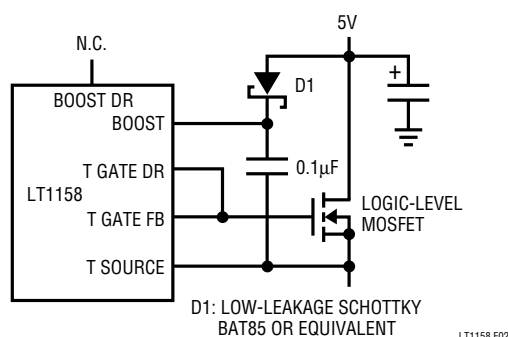 N.C.
5V
BOOST DR
BOOST
T GATE DR
LT1158
T GATE FB
T SOURCE
D1
+
0.1µF
LOGIC-LEVEL
MOSFET
D1: LOW-LEAKAGE SCHOTTKY
BAT85 OR EQUIVALENT
LT1158 F02